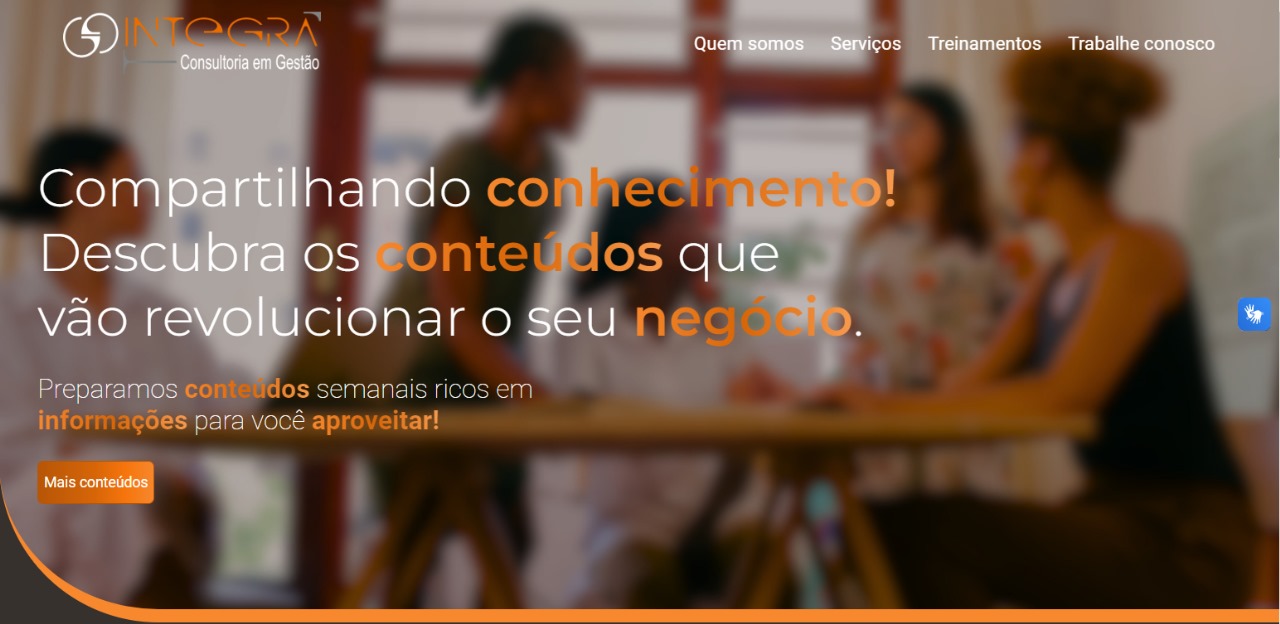 INTEGRA
Consultoria em Gestão
Quem somos Serviços Treinamentos Trabalhe conosco
Compartilhando conhecimento!
Descubra os conteúdos que
vão revolucionar o seu negócio.
Preparamos conteúdos semanais ricos em
informações para você aproveitar!
Mais conteúdos